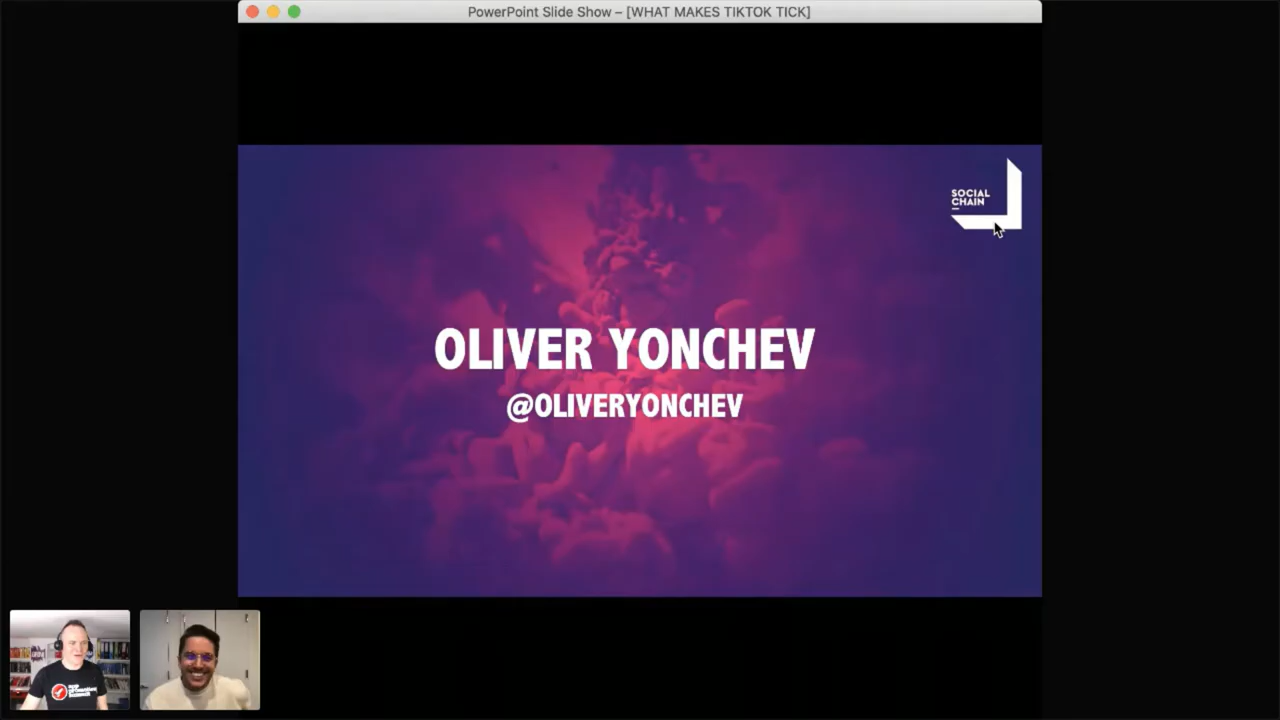 PowerPoint Slide Show – [WHAT MAKES TIKTOK TICK]
SOCIAL
CHAIN
OLIVER YONCHEV
@OLIVERYONCHEV